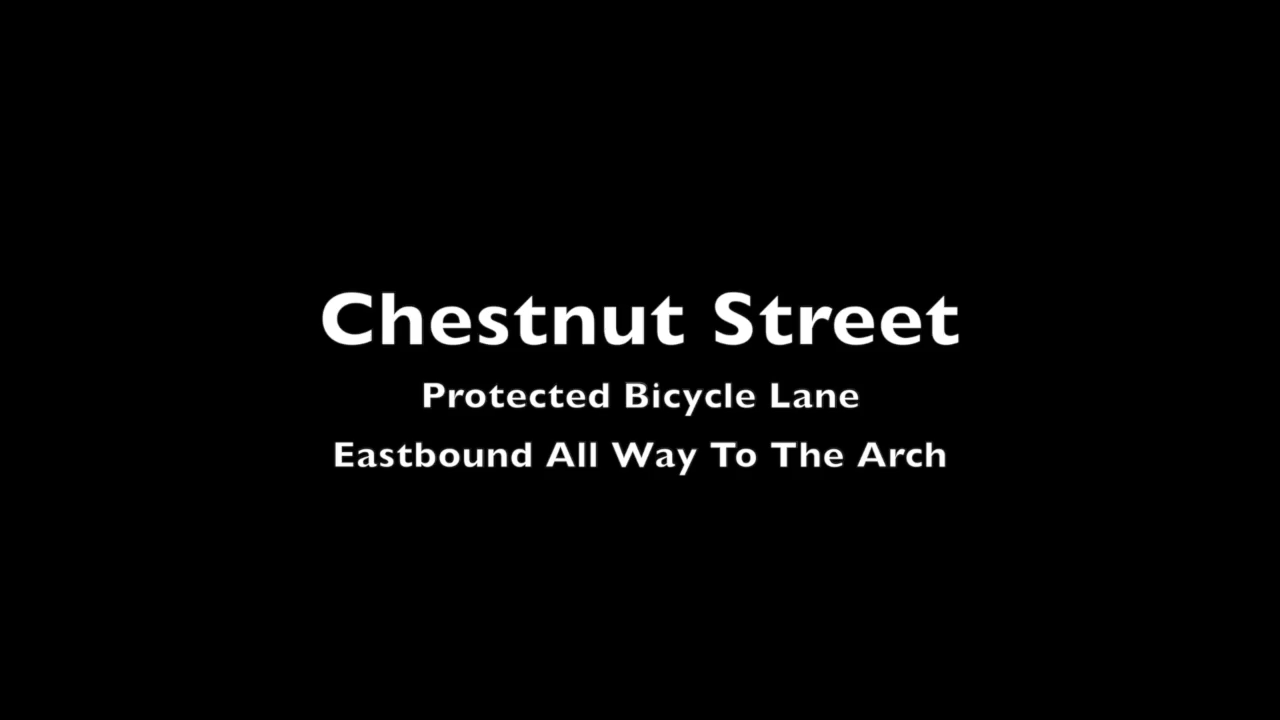 Chestnut Street
Protected Bicycle Lane
Eastbound All Way To The Arch